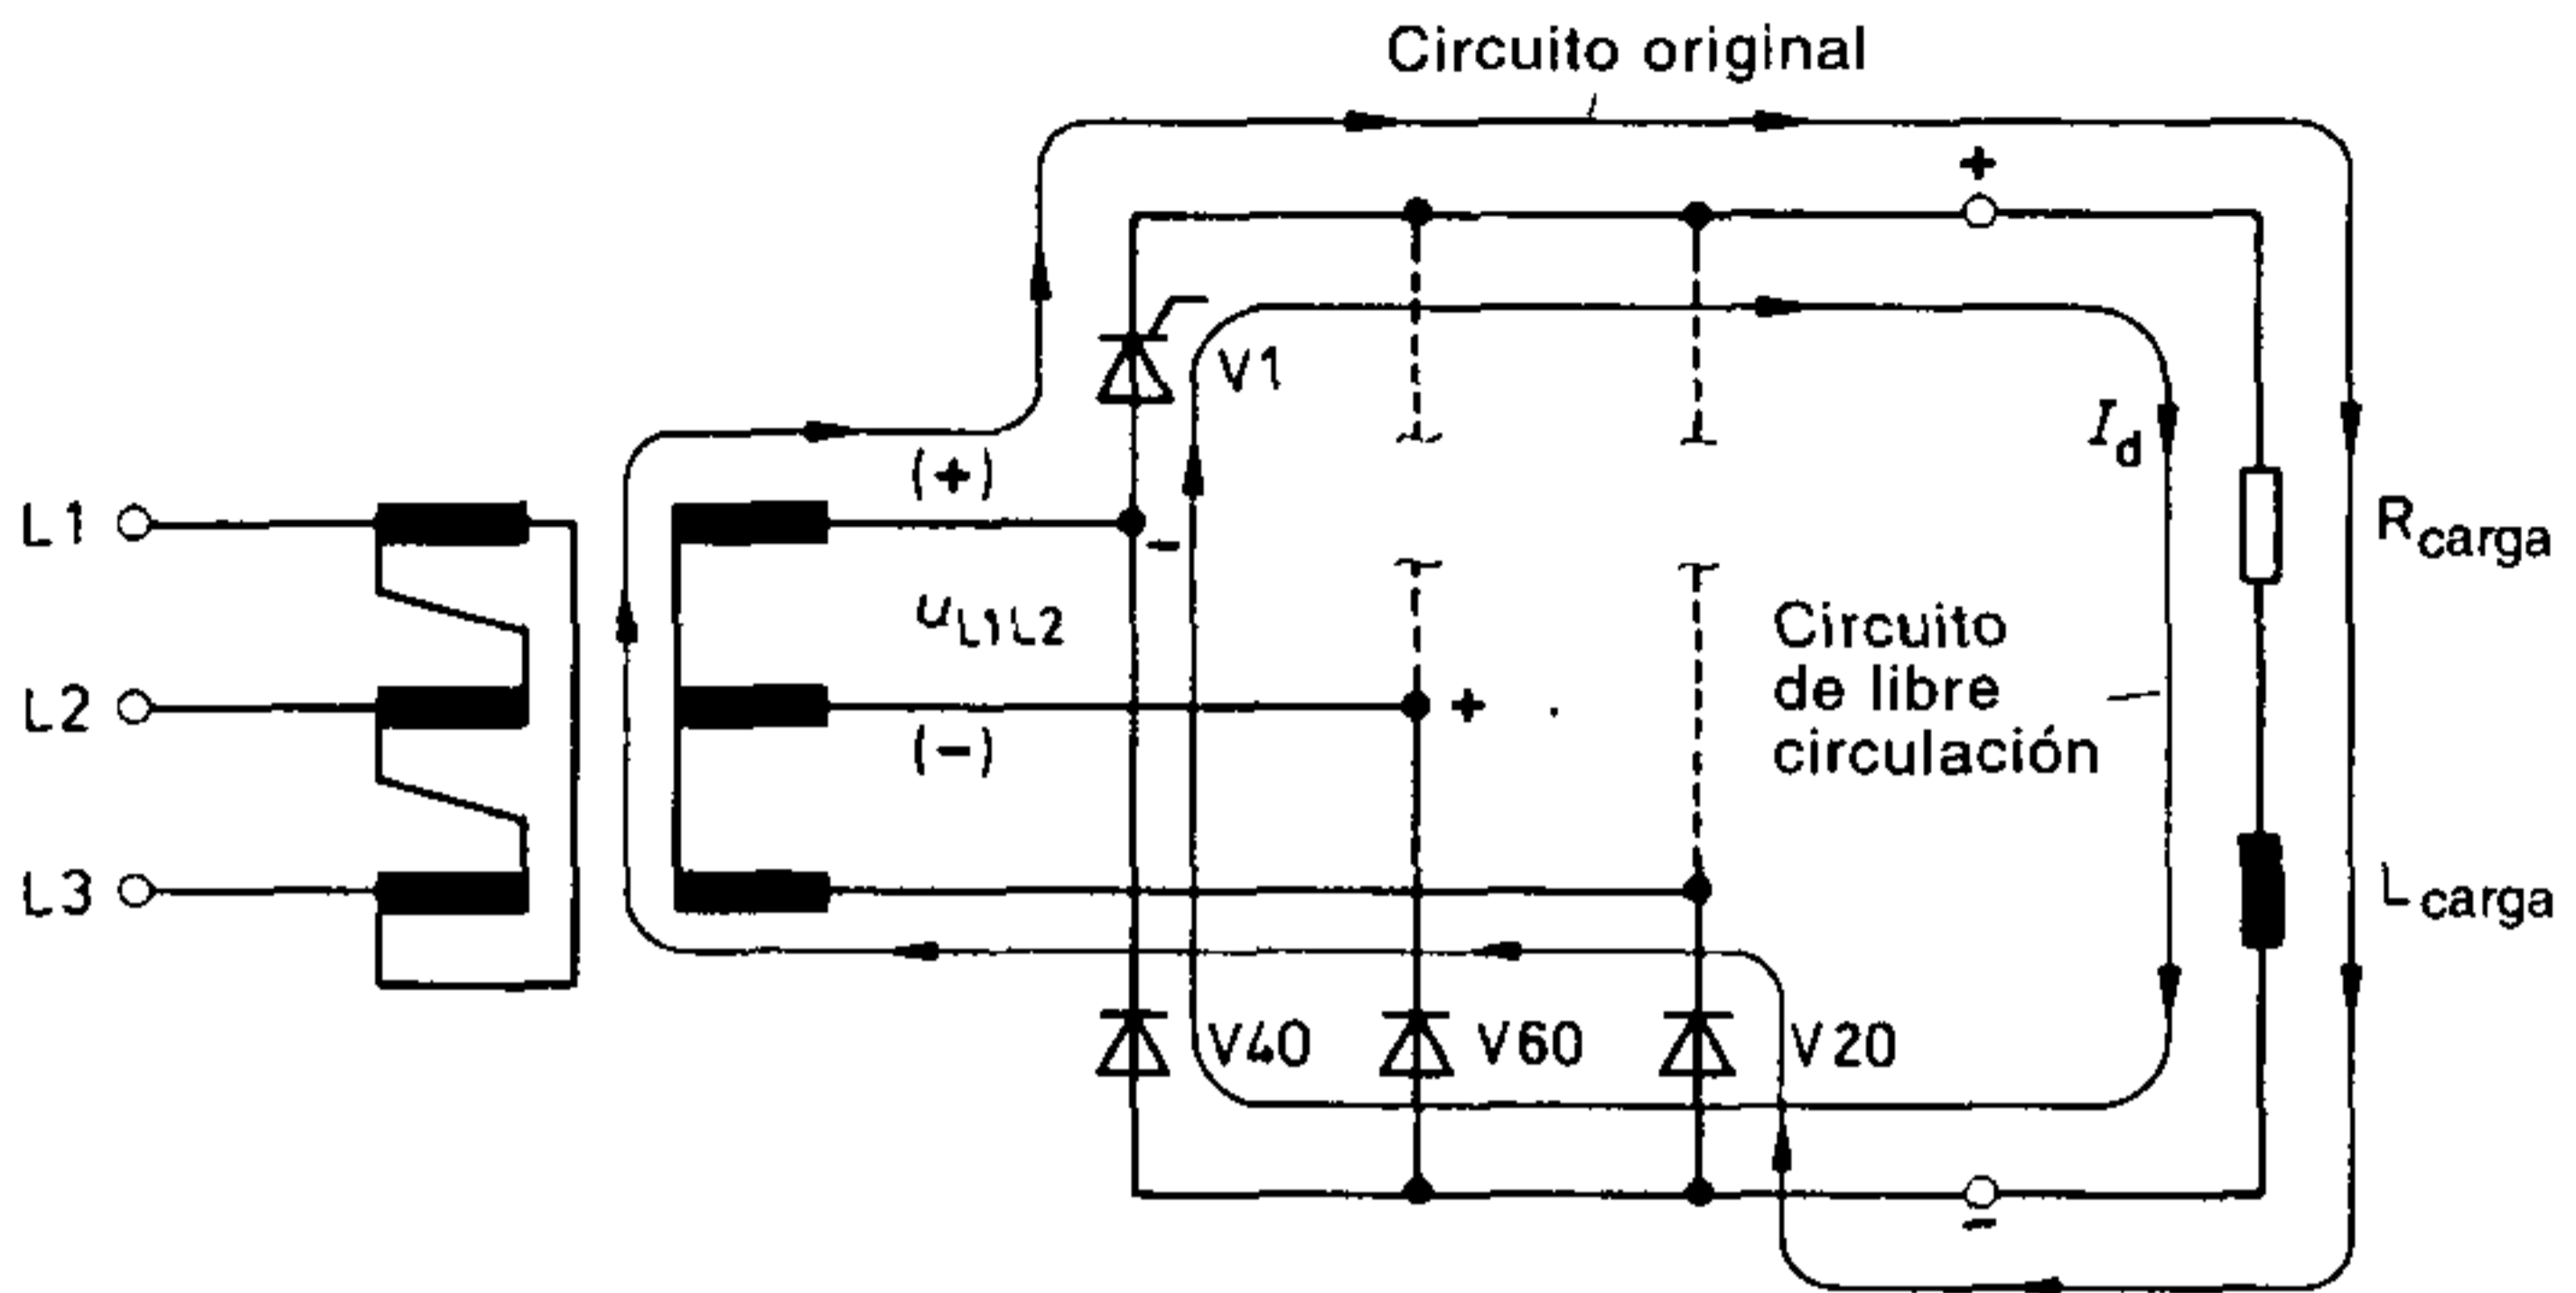 Circuito original
+
V1
I_d
(+)
L1
-
R_carga
u_L1L2
Circuito
de libre
circulación
L2
+
(-)
L3
L_carga
V40
V60
V20
-